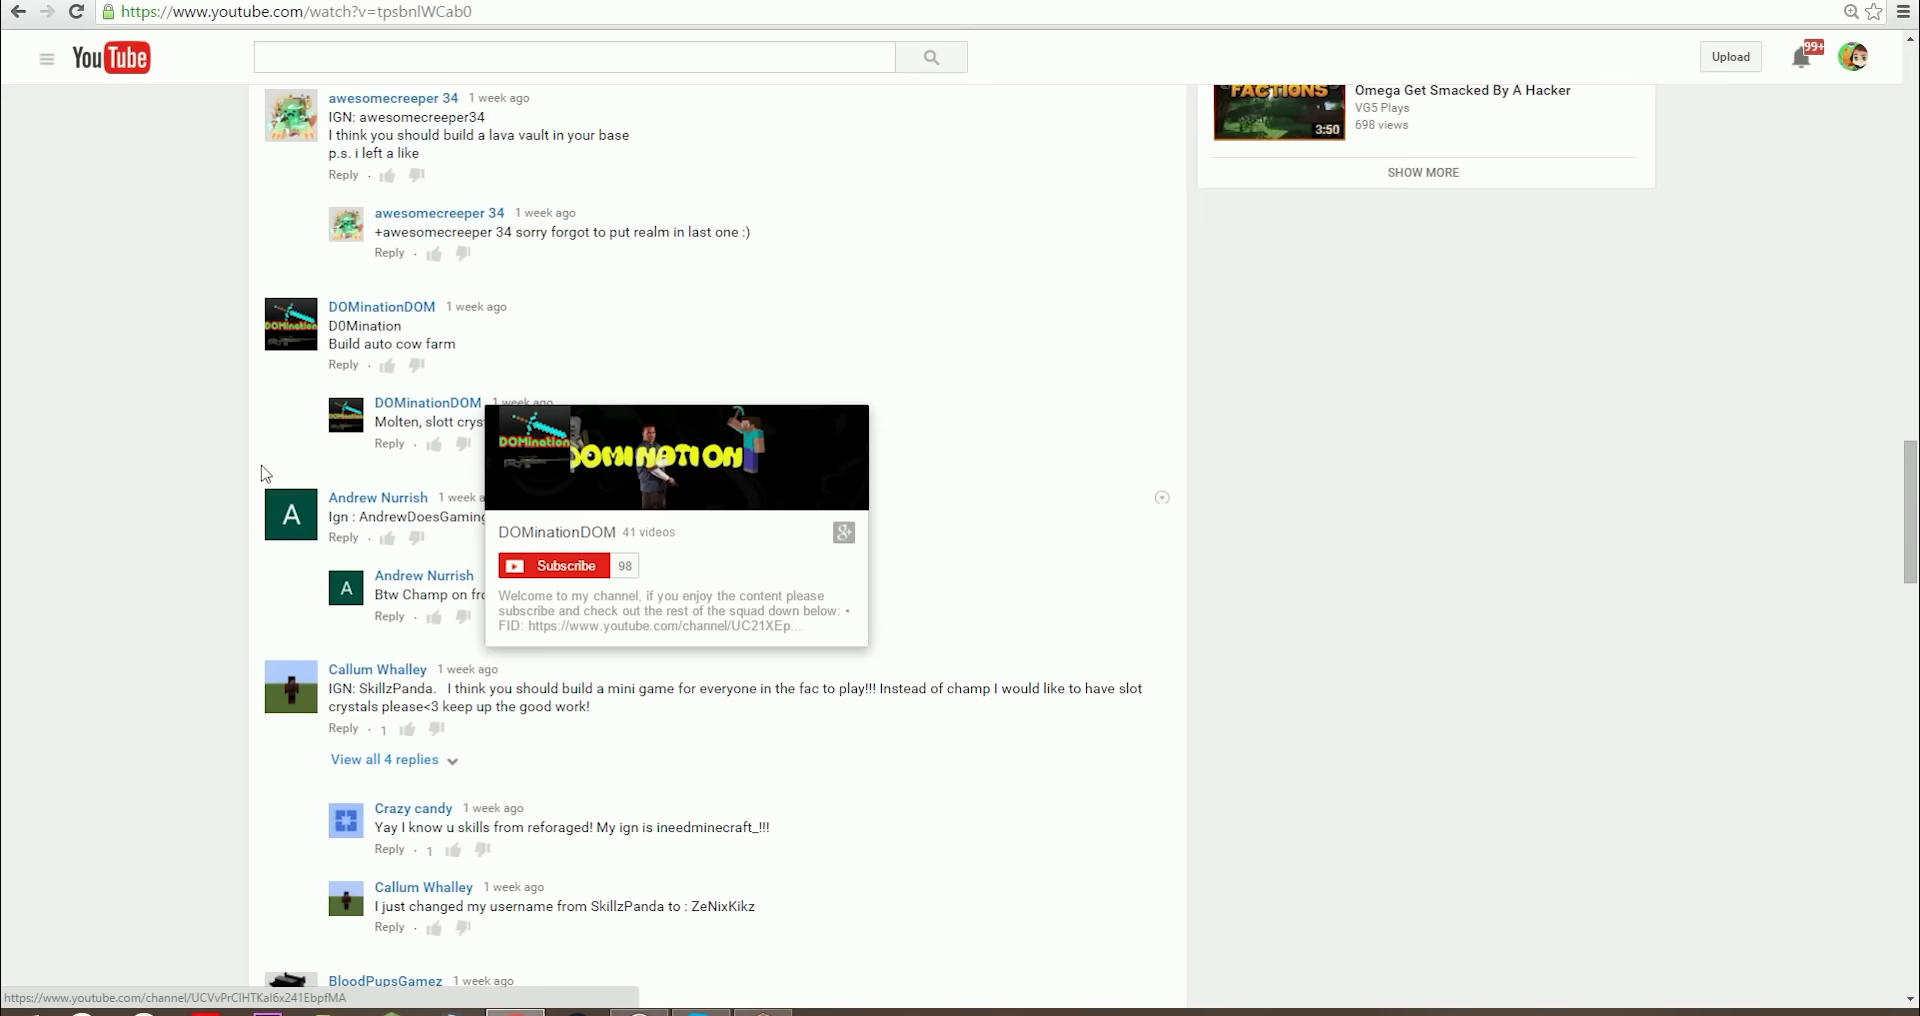 https://www.youtube.com/watch?v=tpsbnlWCab0
YouTube
Upload
99+
awesomecreeper 34 1 week ago
IGN: awesomecreeper34
I think you should build a lava vault in your base
p.s. i left a like
Reply
awesomecreeper 34 1 week ago
+awesomecreeper 34 sorry forgot to put realm in last one :)
Reply
DOMinationDOM 1 week ago
D0Mination
Build auto cow farm
Reply
DOMinationDOM 1 week ago
Molten, slott crys
Reply
Andrew Nurrish 1 week a
Ign : AndrewDoesGaming
Reply
Andrew Nurrish
Btw Champ on fro
Reply
DOMination
DOMINATION
DOMinationDOM 41 videos
Subscribe 98
Welcome to my channel, if you enjoy the content please
subscribe and check out the rest of the squad down below: •
FID: https://www.youtube.com/channel/UC21XEp...
Callum Whalley 1 week ago
IGN: SkillzPanda. I think you should build a mini game for everyone in the fac to play!!! Instead of champ I would like to have slot
crystals please<3 keep up the good work!
Reply · 1
View all 4 replies
Crazy candy 1 week ago
Yay I know u skills from reforaged! My ign is ineedminecraft_!!!
Reply · 1
Callum Whalley 1 week ago
I just changed my username from SkillzPanda to : ZeNixKikz
Reply
BloodPupsGamez 1 week ago
https://www.youtube.com/channel/UCVvPrCIHTKal6x241EbpfMA
FACTIONS
3:50
Omega Get Smacked By A Hacker
VG5 Plays
698 views
SHOW MORE